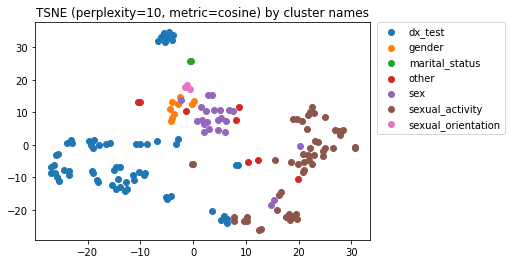 TSNE (perplexity=10, metric=cosine) by cluster names
dx_test
gender
marital_status
other
sex
sexual_activity
sexual_orientation
30
20
10
0
−10
−20
−20
−10
0
10
20
30